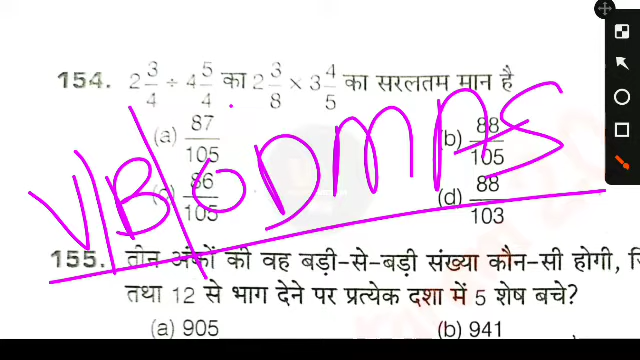 154. 2 3/4 ÷ 4 5/4 का 2 3/8 × 3 4/5 का सरलतम मान है
(a) 87/105 (b) 88/105
(c) 86/105 (d) 88/103
V B O D M A S
155. तीन अंकों की वह बड़ी-से-बड़ी संख्या कौन-सी होगी,
तथा 12 से भाग देने पर प्रत्येक दशा में 5 शेष बचे?
(a) 905 (b) 941